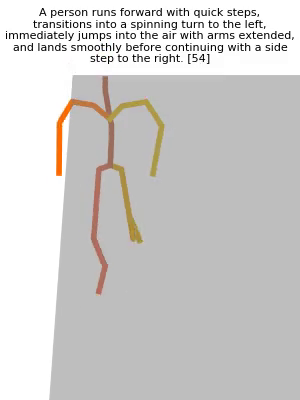 A person runs forward with quick steps,
transitions into a spinning turn to the left,
immediately jumps into the air with arms extended,
and lands smoothly before continuing with a side
step to the right. [54]